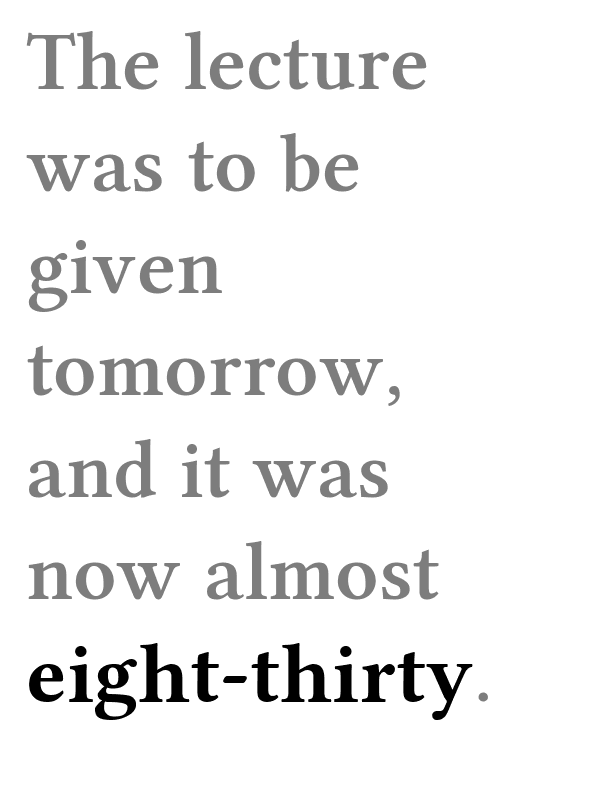 The lecture
was to be
given
tomorrow,
and it was
now almost
eight-thirty.